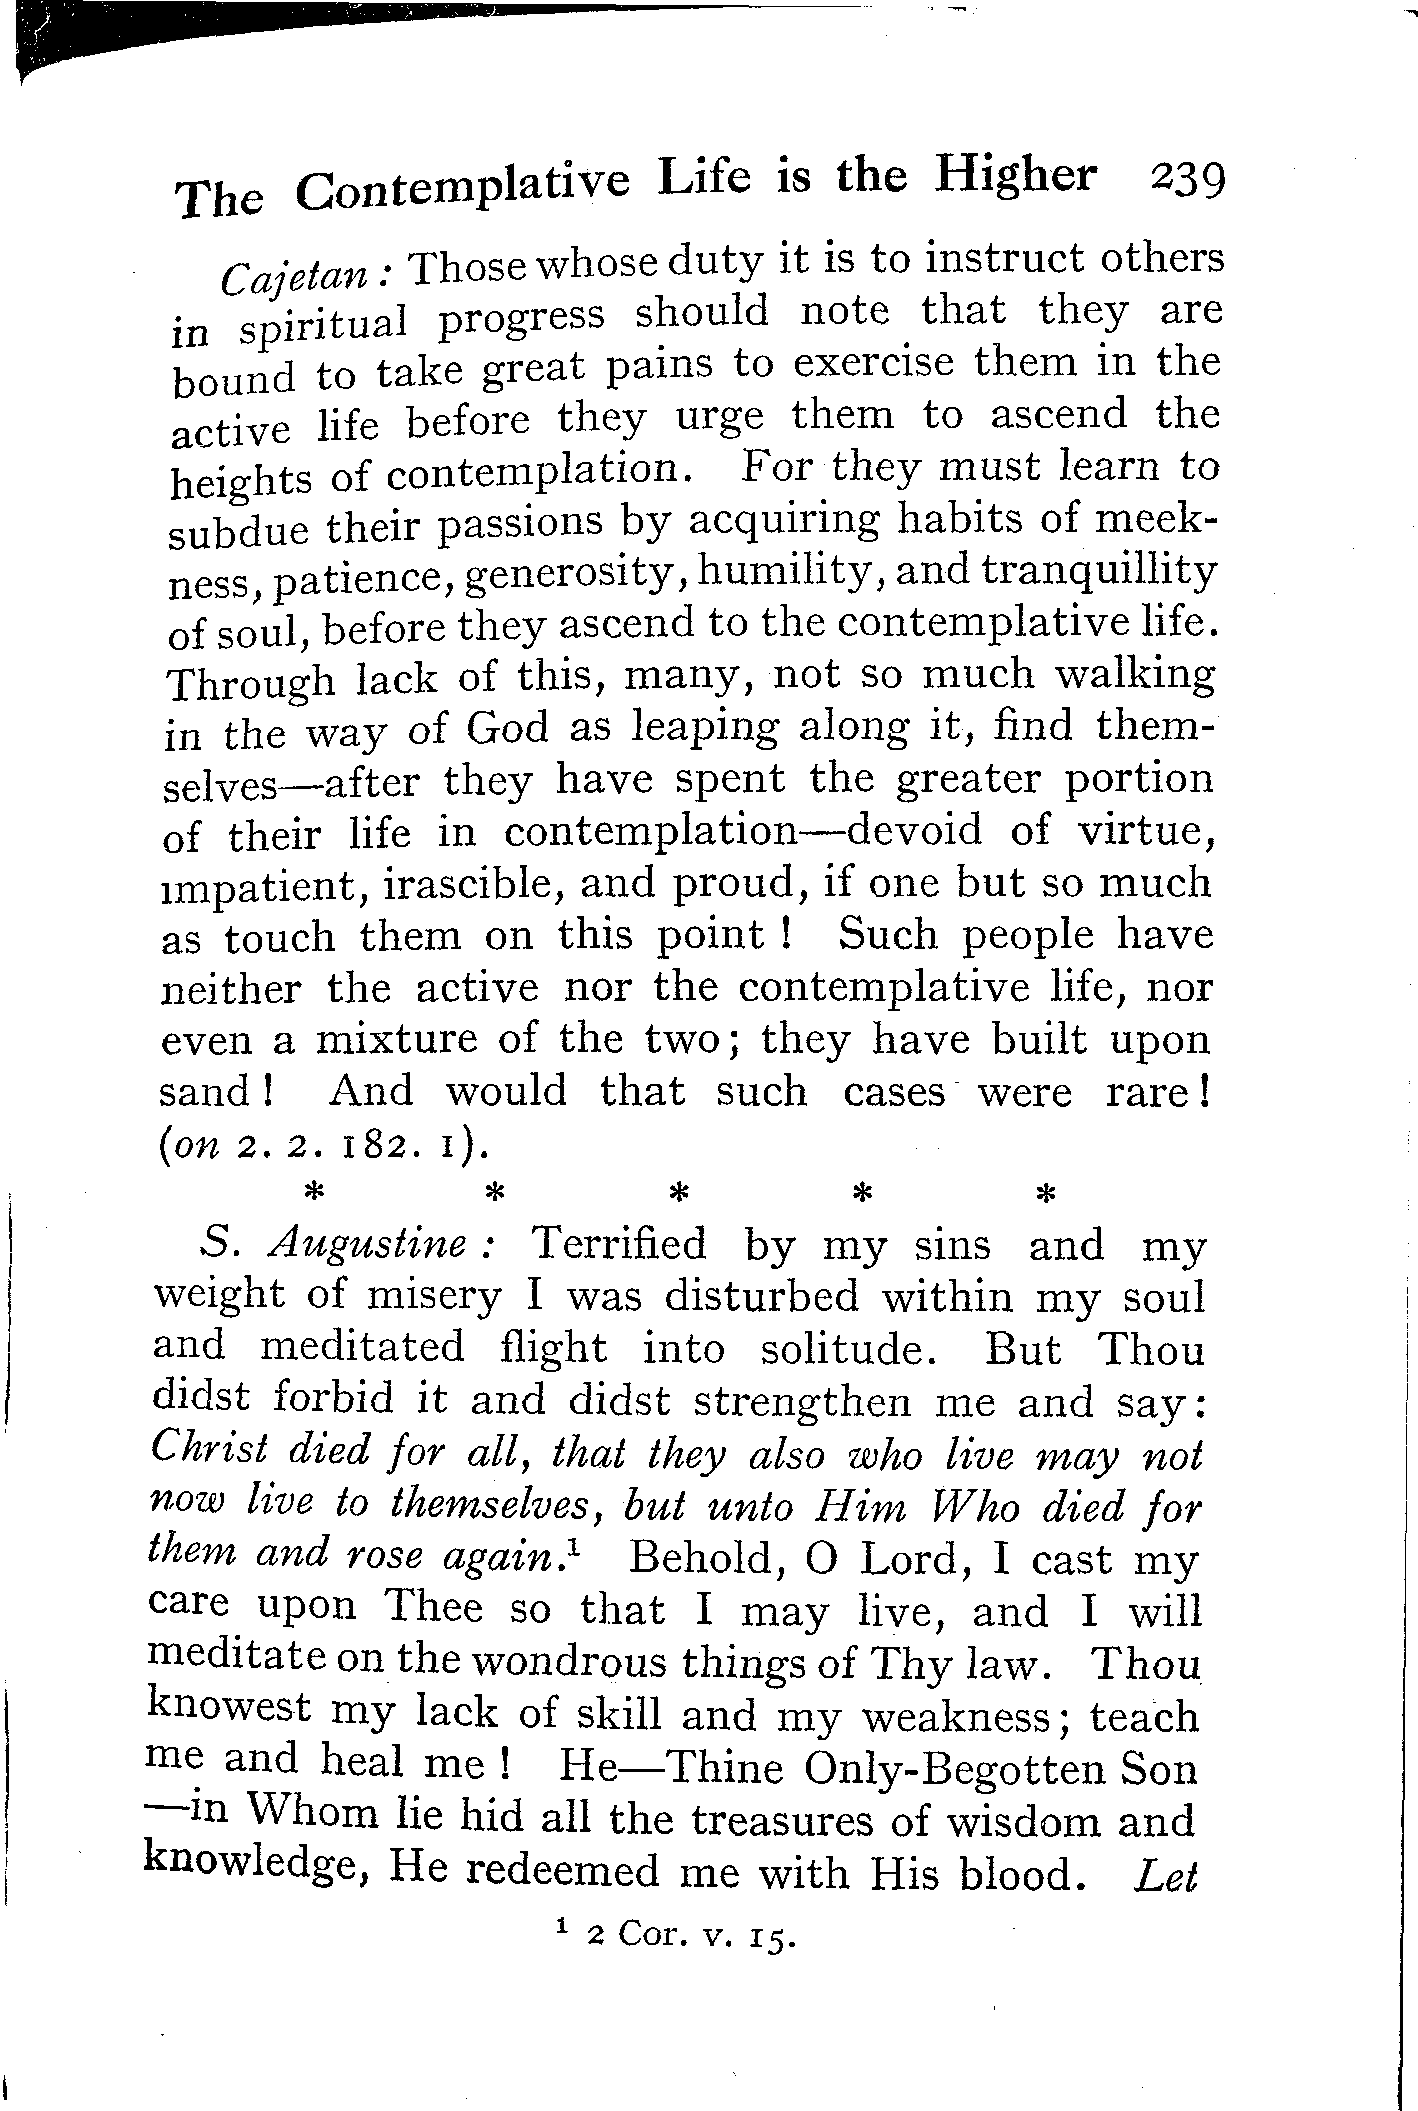 The Contemplative Life is the Higher 239
Cajetan : Those whose duty it is to instruct others
in spiritual progress should note that they are
bound to take great pains to exercise them in the
active life before they urge them to ascend the
heights of contemplation. For they must learn to
subdue their passions by acquiring habits of meek-
ness, patience, generosity, humility, and tranquillity
of soul, before they ascend to the contemplative life.
Through lack of this, many, not so much walking
in the way of God as leaping along it, find them-
selves—after they have spent the greater portion
of their life in contemplation—devoid of virtue,
impatient, irascible, and proud, if one but so much
as touch them on this point ! Such people have
neither the active nor the contemplative life, nor
even a mixture of the two ; they have built upon
sand ! And would that such cases were rare !
(on 2. 2. 182. 1).
* * * * *
S. Augustine : Terrified by my sins and my
weight of misery I was disturbed within my soul
and meditated flight into solitude. But Thou
didst forbid it and didst strengthen me and say :
Christ died for all, that they also who live may not
now live to themselves, but unto Him Who died for
them and rose again.¹ Behold, O Lord, I cast my
care upon Thee so that I may live, and I will
meditate on the wondrous things of Thy law. Thou
knowest my lack of skill and my weakness ; teach
me and heal me ! He—Thine Only-Begotten Son
—in Whom lie hid all the treasures of wisdom and
knowledge, He redeemed me with His blood. Let
¹ 2 Cor. v. 15.